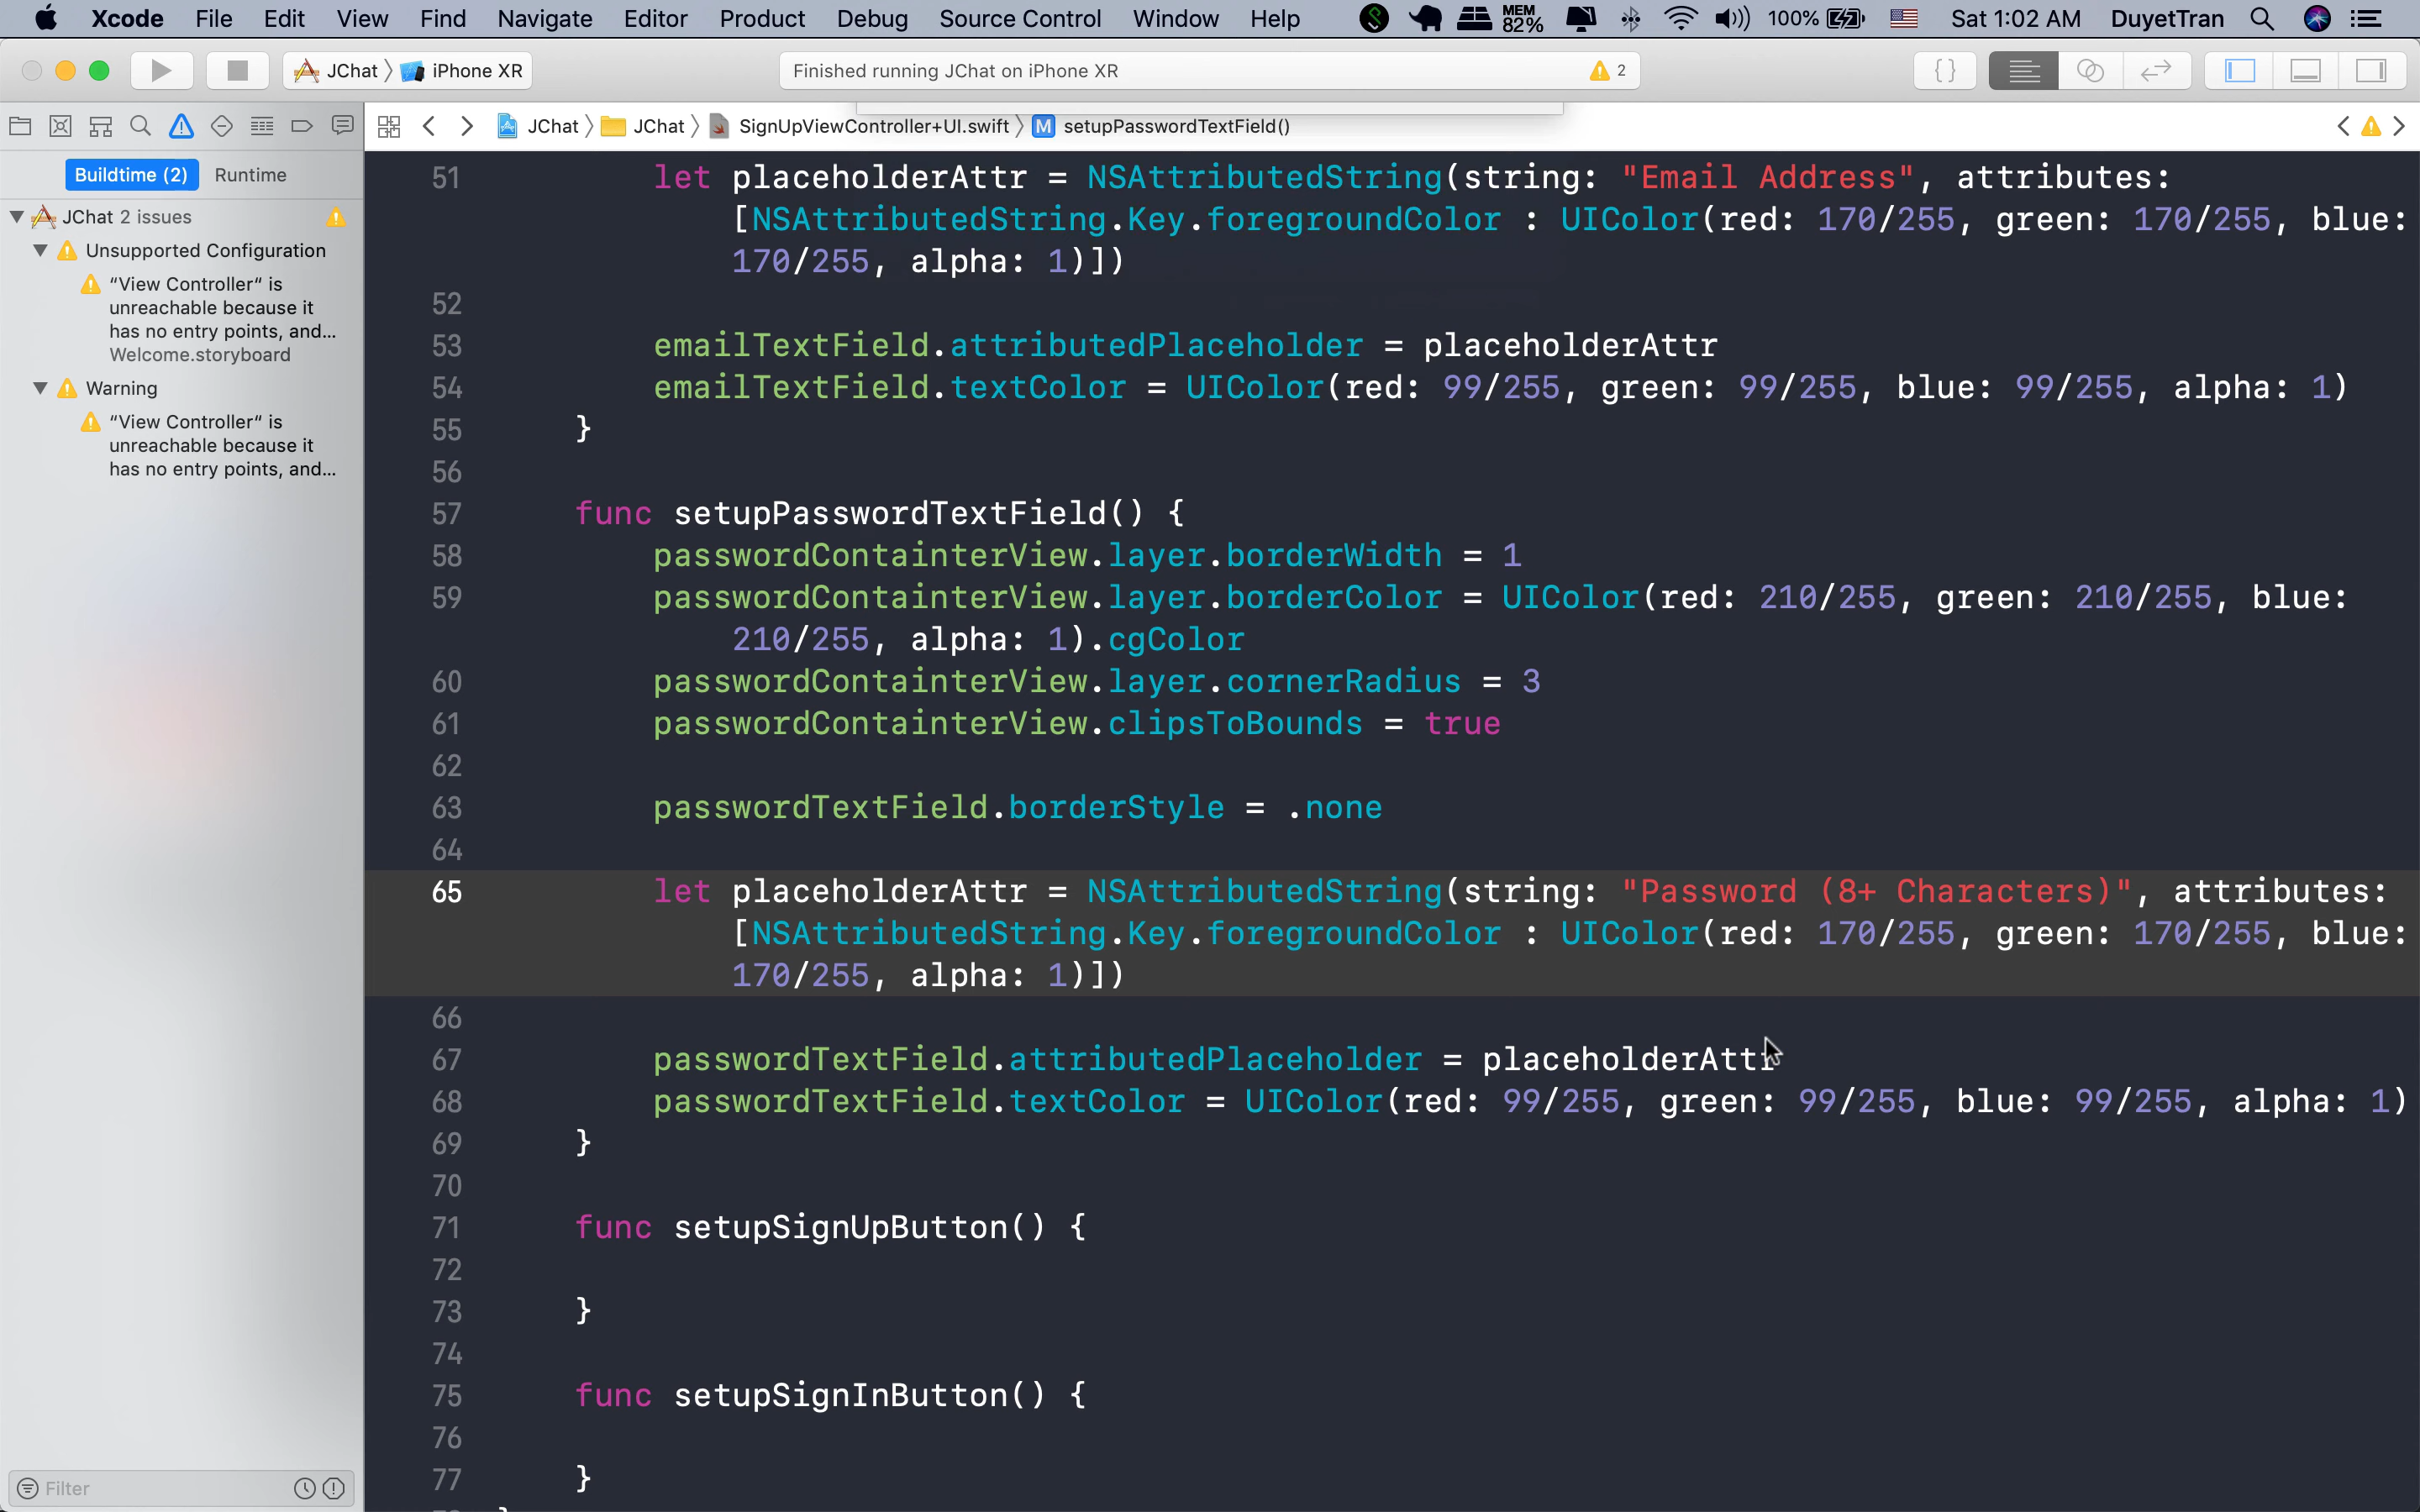 Xcode File Edit View Find Navigate Editor Product Debug Source Control Window Help MEM 82% 100% Sat 1:02 AM DuyetTran
JChat iPhone XR Finished running JChat on iPhone XR 2 {}
JChat JChat SignUpViewController+UI.swift M setupPasswordTextField()
Buildtime (2) Runtime
JChat 2 issues
Unsupported Configuration
“View Controller“ is
unreachable because it
has no entry points, and...
Welcome.storyboard
Warning
“View Controller“ is
unreachable because it
has no entry points, and...
Filter
51 let placeholderAttr = NSAttributedString(string: "Email Address", attributes:
[NSAttributedString.Key.foregroundColor : UIColor(red: 170/255, green: 170/255, blue:
170/255, alpha: 1)])
52
53 emailTextField.attributedPlaceholder = placeholderAttr
54 emailTextField.textColor = UIColor(red: 99/255, green: 99/255, blue: 99/255, alpha: 1)
55 }
56
57 func setupPasswordTextField() {
58 passwordContainterView.layer.borderWidth = 1
59 passwordContainterView.layer.borderColor = UIColor(red: 210/255, green: 210/255, blue:
210/255, alpha: 1).cgColor
60 passwordContainterView.layer.cornerRadius = 3
61 passwordContainterView.clipsToBounds = true
62
63 passwordTextField.borderStyle = .none
64
65 let placeholderAttr = NSAttributedString(string: "Password (8+ Characters)", attributes:
[NSAttributedString.Key.foregroundColor : UIColor(red: 170/255, green: 170/255, blue:
170/255, alpha: 1)])
66
67 passwordTextField.attributedPlaceholder = placeholderAttr
68 passwordTextField.textColor = UIColor(red: 99/255, green: 99/255, blue: 99/255, alpha: 1)
69 }
70
71 func setupSignUpButton() {
72
73 }
74
75 func setupSignInButton() {
76
77 }